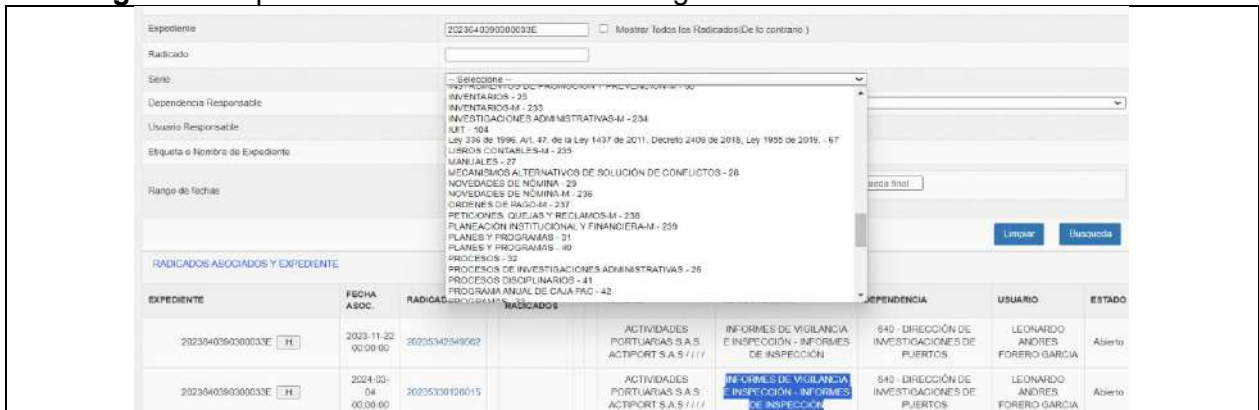 Expediente 2023640390300033E Mostrar Todos los Radicados(De lo contrario )
Radicado
Serie -- Seleccione --
INSTRUMENTOS DE PROMOCIÓN Y PREVENCIÓN-M -
INVENTARIOS - 25
Dependencia Responsable INVENTARIOS-M - 233
INVESTIGACIONES ADMINISTRATIVAS-M - 234
Usuario Responsable IUIT - 104
Ley 336 de 1996, Art. 47. de la Ley 1437 de 2011, Decreto 2409 de 2018, Ley 1955 de 2019. - 67
Etiqueta o Nombre de Expediente LIBROS CONTABLES-M - 235
MANUALES - 27
MECANISMOS ALTERNATIVOS DE SOLUCIÓN DE CONFLICTOS - 28
Rango de fechas NOVEDADES DE NÓMINA - 29
NOVEDADES DE NÓMINA-M - 236
ORDENES DE PAGO-M - 237
PETICIONES, QUEJAS Y RECLAMOS-M - 238
PLANEACIÓN INSTITUCIONAL Y FINANCIERA-M - 239
PLANES Y PROGRAMAS - 31 Limpiar Busqueda
PLANES Y PROGRAMAS - 40
RADICADOS ASOCIADOS Y EXPEDIENTE PROCESOS - 32
PROCESOS DE INVESTIGACIONES ADMINISTRATIVAS - 26
PROCESOS DISCIPLINARIOS - 41
PROGRAMA ANUAL DE CAJA PAC - 42
EXPEDIENTE FECHA ASOC. RADICADOS DEPENDENCIA USUARIO ESTADO
ACTIVIDADES INFORMES DE VIGILANCIA 640 - DIRECCIÓN DE LEONARDO
2023-11-22 PORTUARIAS S.A.S. E INSPECCIÓN - INFORMES INVESTIGACIONES DE ANDRES Abierto
00:00:00 ACTIPORT S.A.S //// DE INSPECCIÓN PUERTOS FORERO GARCIA
2024-03- ACTIVIDADES INFORMES DE VIGILANCIA 640 - DIRECCIÓN DE LEONARDO
04 PORTUARIAS S.A.S. E INSPECCIÓN - INFORMES INVESTIGACIONES DE ANDRES Abierto
00:00:00 ACTIPORT S.A.S //// DE INSPECCIÓN PUERTOS FORERO GARCIA